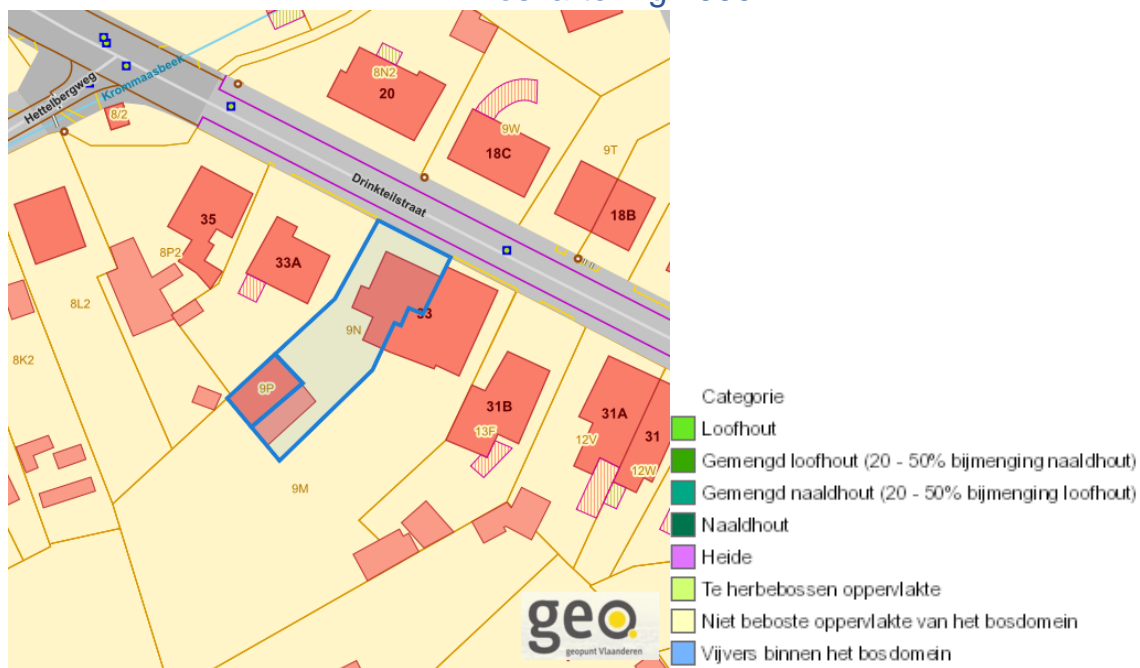 Hettelbergweg
Krommaasbeek
8/2
8N2
20
9W
18C
9T
18B
Drinkteilstraat
35
8P2
33A
8L2
9N
33
8K2
9P
31B
13F
31A
12V
31
12W
9M
geo
geopunt Vlaanderen
Categorie
Loofhout
Gemengd loofhout (20 - 50% bijmenging naaldhout)
Gemengd naaldhout (20 - 50% bijmenging loofhout)
Naaldhout
Heide
Te herbebossen oppervlakte
Niet beboste oppervlakte van het bosdomein
Vijvers binnen het bosdomein